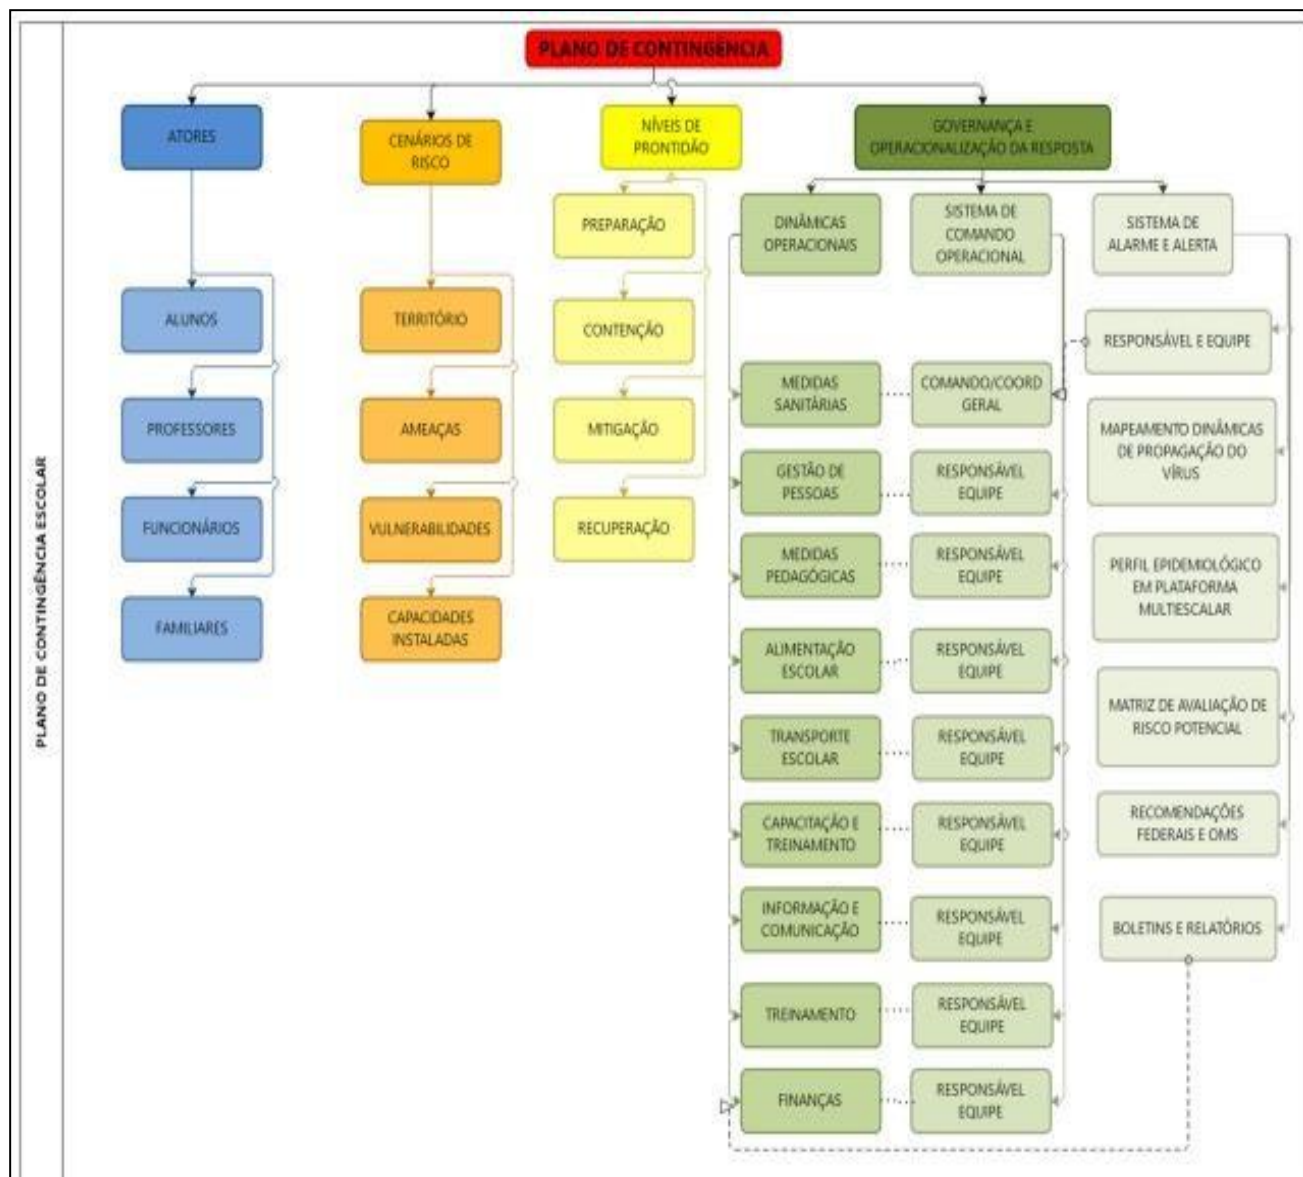 PLANO DE CONTINGÊNCIA ESCOLAR
PLANO DE CONTINGÊNCIA
ATORES
ALUNOS
PROFESSORES
FUNCIONÁRIOS
FAMILIARES
CENÁRIOS DE
RISCO
TERRITÓRIO
AMEAÇAS
VULNERABILIDADES
CAPACIDADES
INSTALADAS
NÍVEIS DE
PRONTIDÃO
PREPARAÇÃO
CONTENÇÃO
MITIGAÇÃO
RECUPERAÇÃO
GOVERNANÇA E
OPERACIONALIZAÇÃO DA RESPOSTA
DINÂMICAS
OPERACIONAIS
MEDIDAS
SANITÁRIAS
GESTÃO DE
PESSOAS
MEDIDAS
PEDAGÓGICAS
ALIMENTAÇÃO
ESCOLAR
TRANSPORTE
ESCOLAR
CAPACITAÇÃO E
TREINAMENTO
INFORMAÇÃO E
COMUNICAÇÃO
TREINAMENTO
FINANÇAS
SISTEMA DE
COMANDO
OPERACIONAL
COMANDO/COORD
GERAL
RESPONSÁVEL
EQUIPE
RESPONSÁVEL
EQUIPE
RESPONSÁVEL
EQUIPE
RESPONSÁVEL
EQUIPE
RESPONSÁVEL
EQUIPE
RESPONSÁVEL
EQUIPE
RESPONSÁVEL
EQUIPE
RESPONSÁVEL
EQUIPE
SISTEMA DE
ALARME E ALERTA
RESPONSÁVEL E EQUIPE
MAPEAMENTO DINÂMICAS
DE PROPAGAÇÃO DO
VÍRUS
PERFIL EPIDEMIOLÓGICO
EM PLATAFORMA
MULTIESCALAR
MATRIZ DE AVALIAÇÃO DE
RISCO POTENCIAL
RECOMENDAÇÕES
FEDERAIS E OMS
BOLETINS E RELATÓRIOS